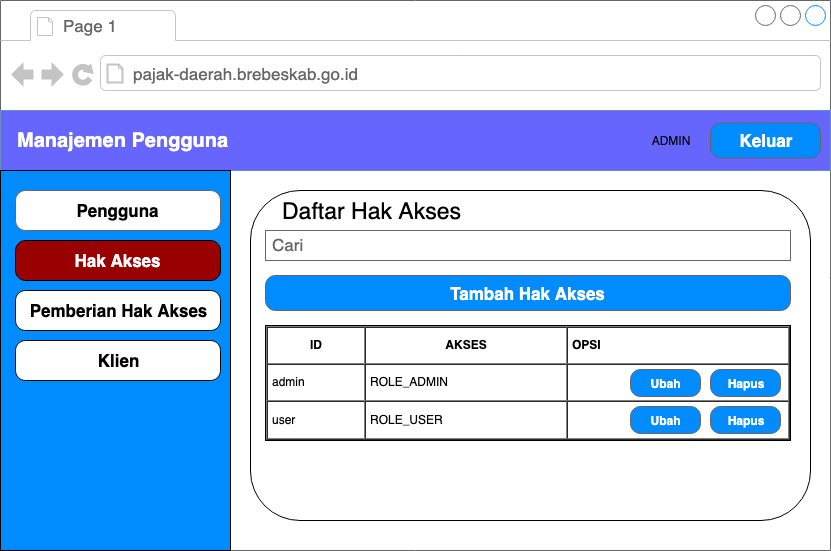 Page 1
pajak-daerah.brebeskab.go.id
Manajemen Pengguna
ADMIN
Keluar
Pengguna
Hak Akses
Pemberian Hak Akses
Klien
Daftar Hak Akses
Cari
Tambah Hak Akses
ID AKSES OPSI
admin ROLE_ADMIN Ubah Hapus
user ROLE_USER Ubah Hapus